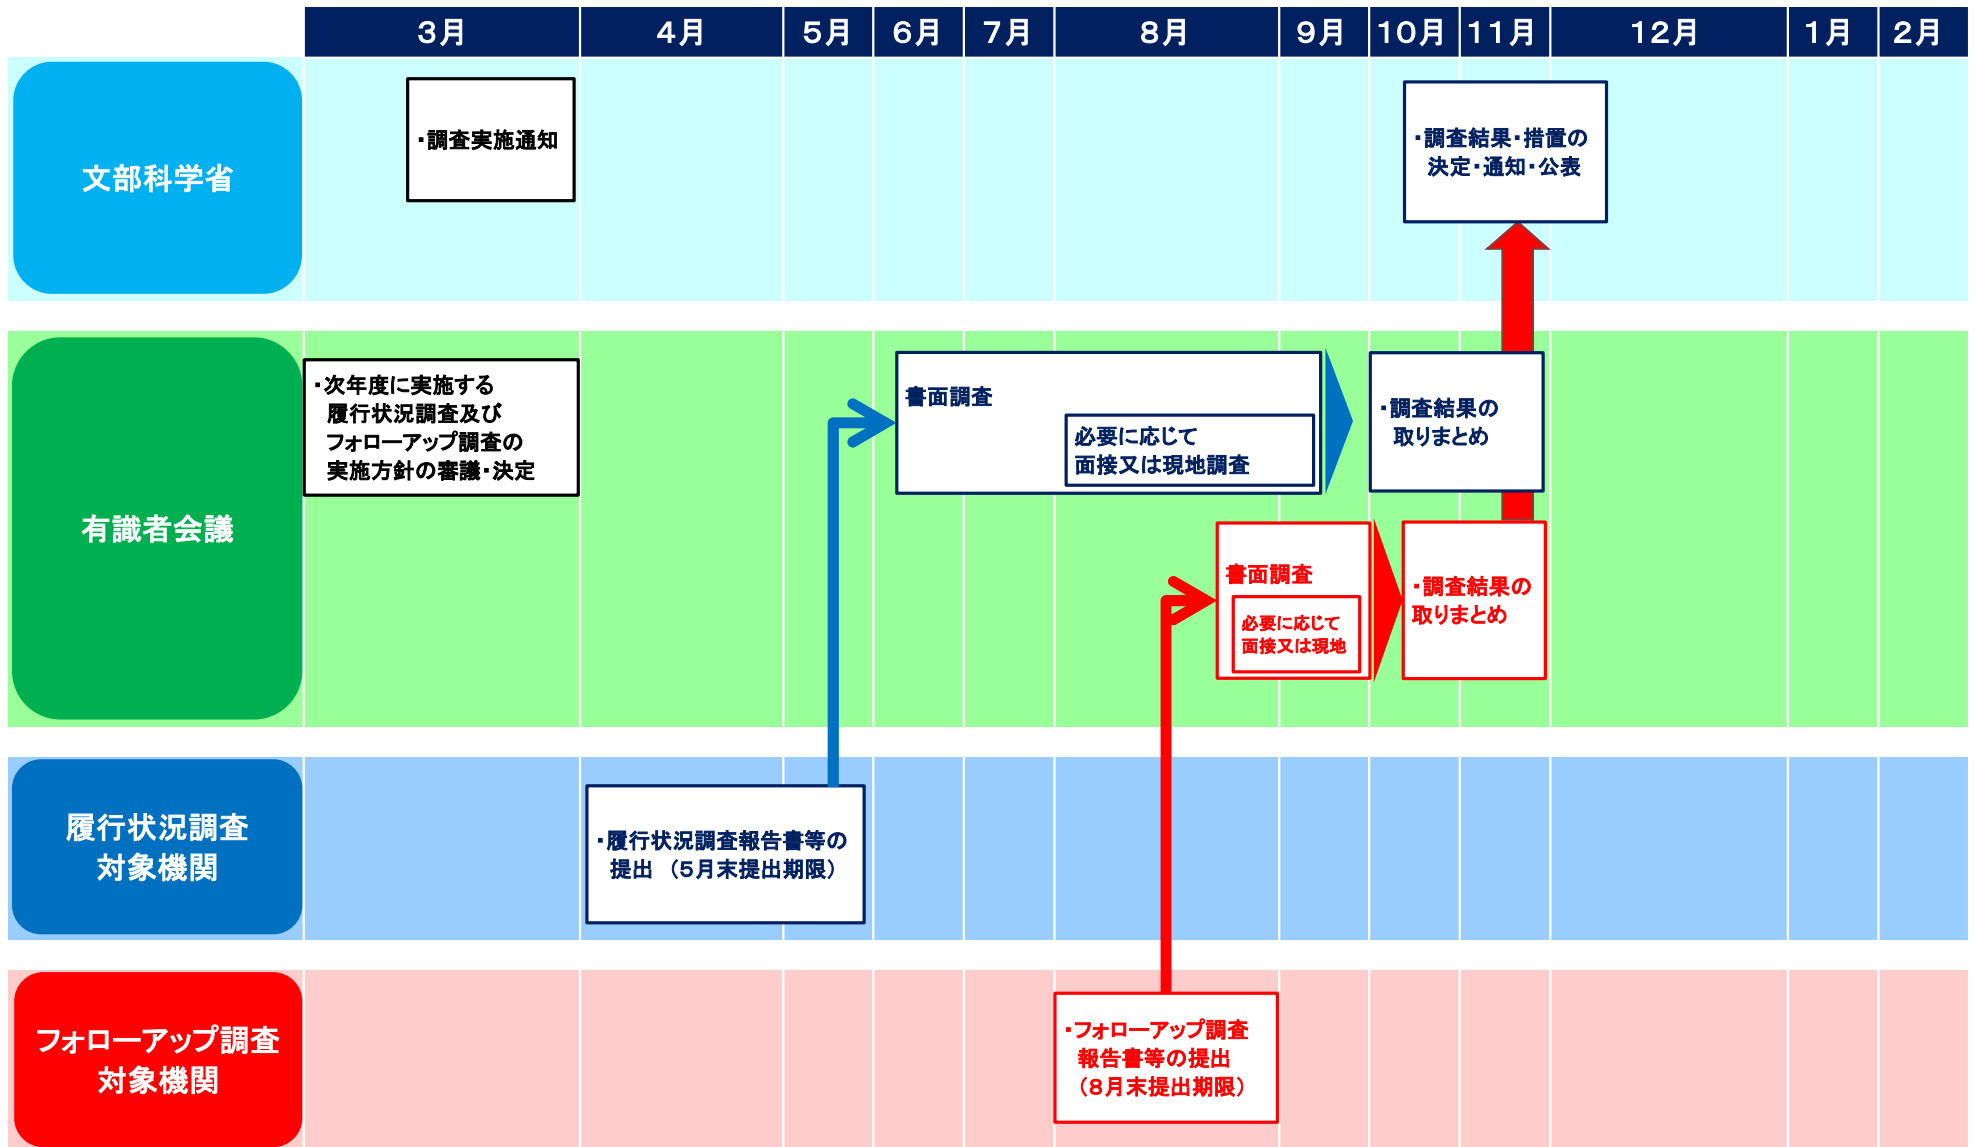 3月
4月
5月
6月
7月
8月
9月
10月
11月
12月
1月
2月
文部科学省
・調査実施通知
・調査結果・措置の
決定・通知・公表
有識者会議
・次年度に実施する
履行状況調査及び
フォローアップ調査の
実施方針の審議・決定
書面調査
必要に応じて
面接又は現地調査
・調査結果の
取りまとめ
書面調査
必要に応じて
面接又は現地
・調査結果の
取りまとめ
履行状況調査
対象機関
・履行状況調査報告書等の
提出（5月末提出期限）
フォローアップ調査
対象機関
・フォローアップ調査
報告書等の提出
（8月末提出期限）